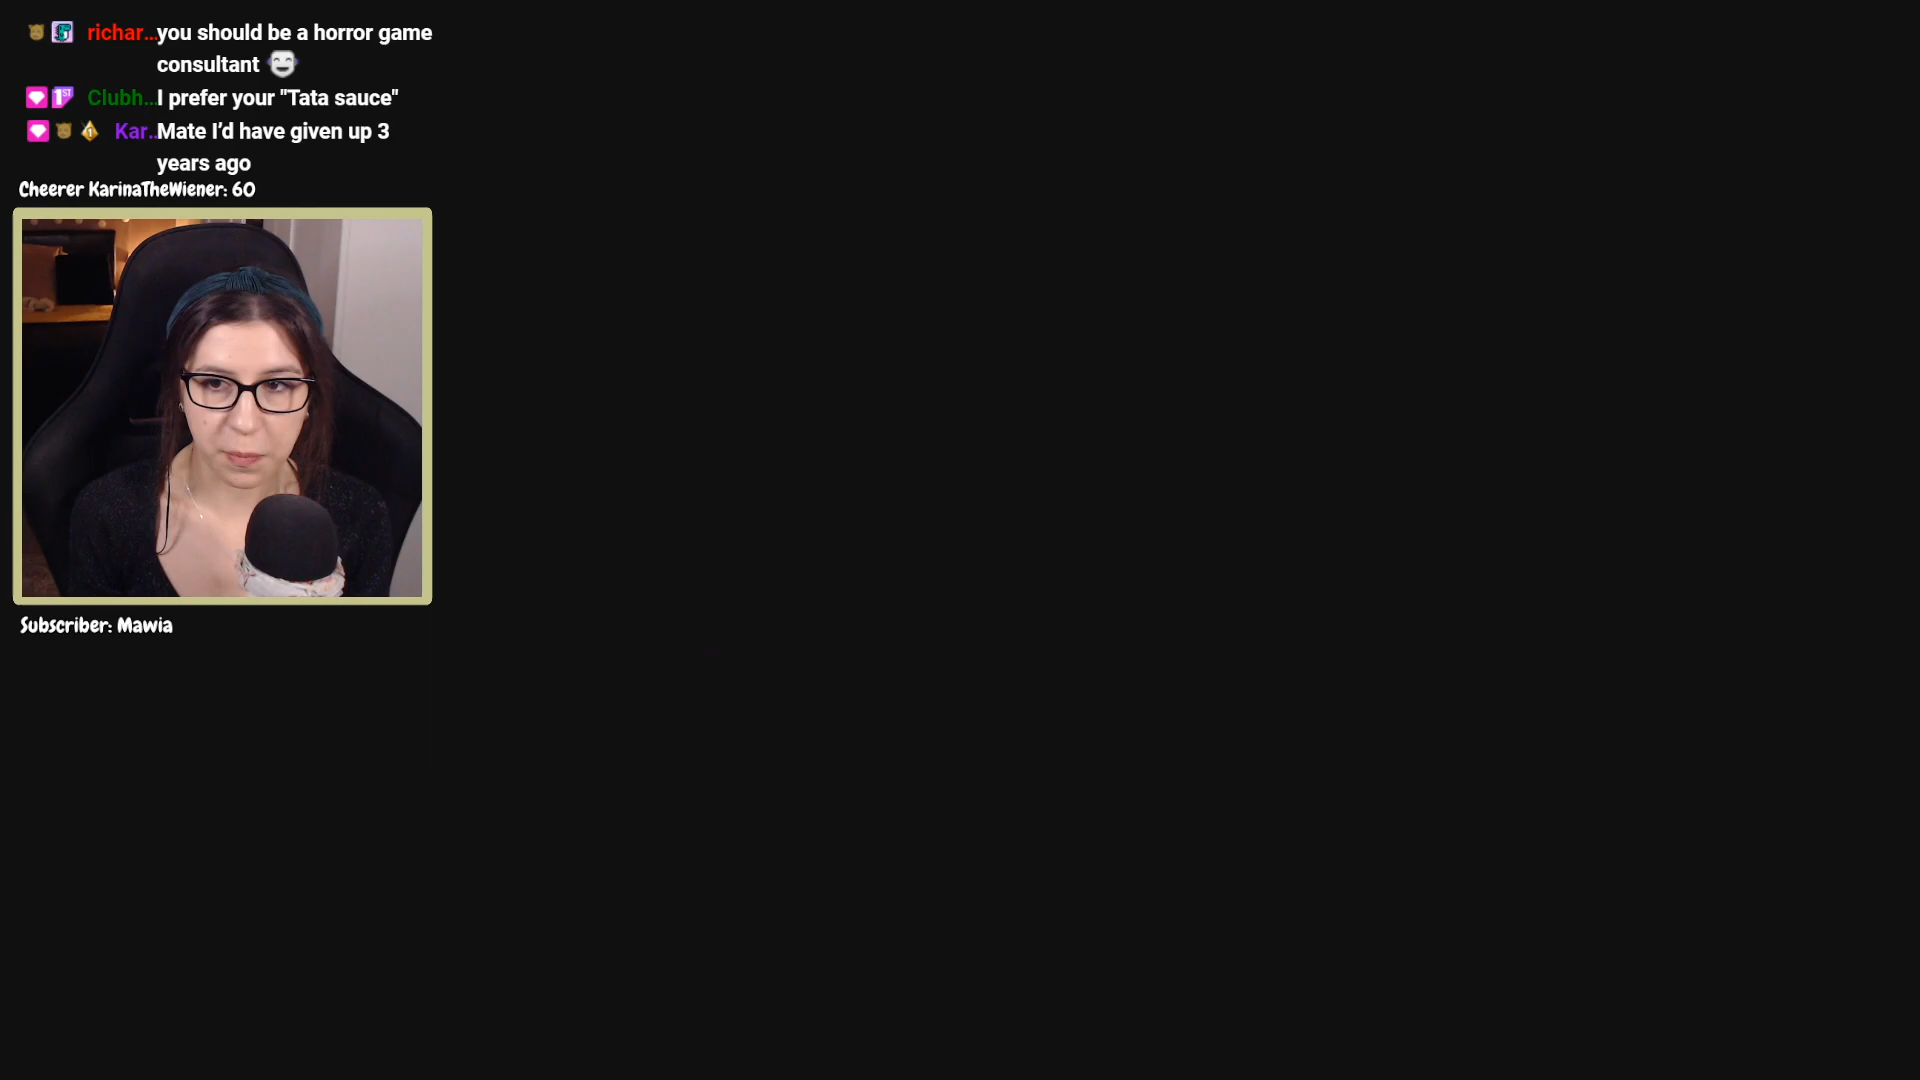 richar... you should be a horror game
consultant
Clubh... I prefer your "Tata sauce"
Kar.. Mate I'd have given up 3
years ago
Cheerer KarinaTheWiener: 60
Subscriber: Mawia